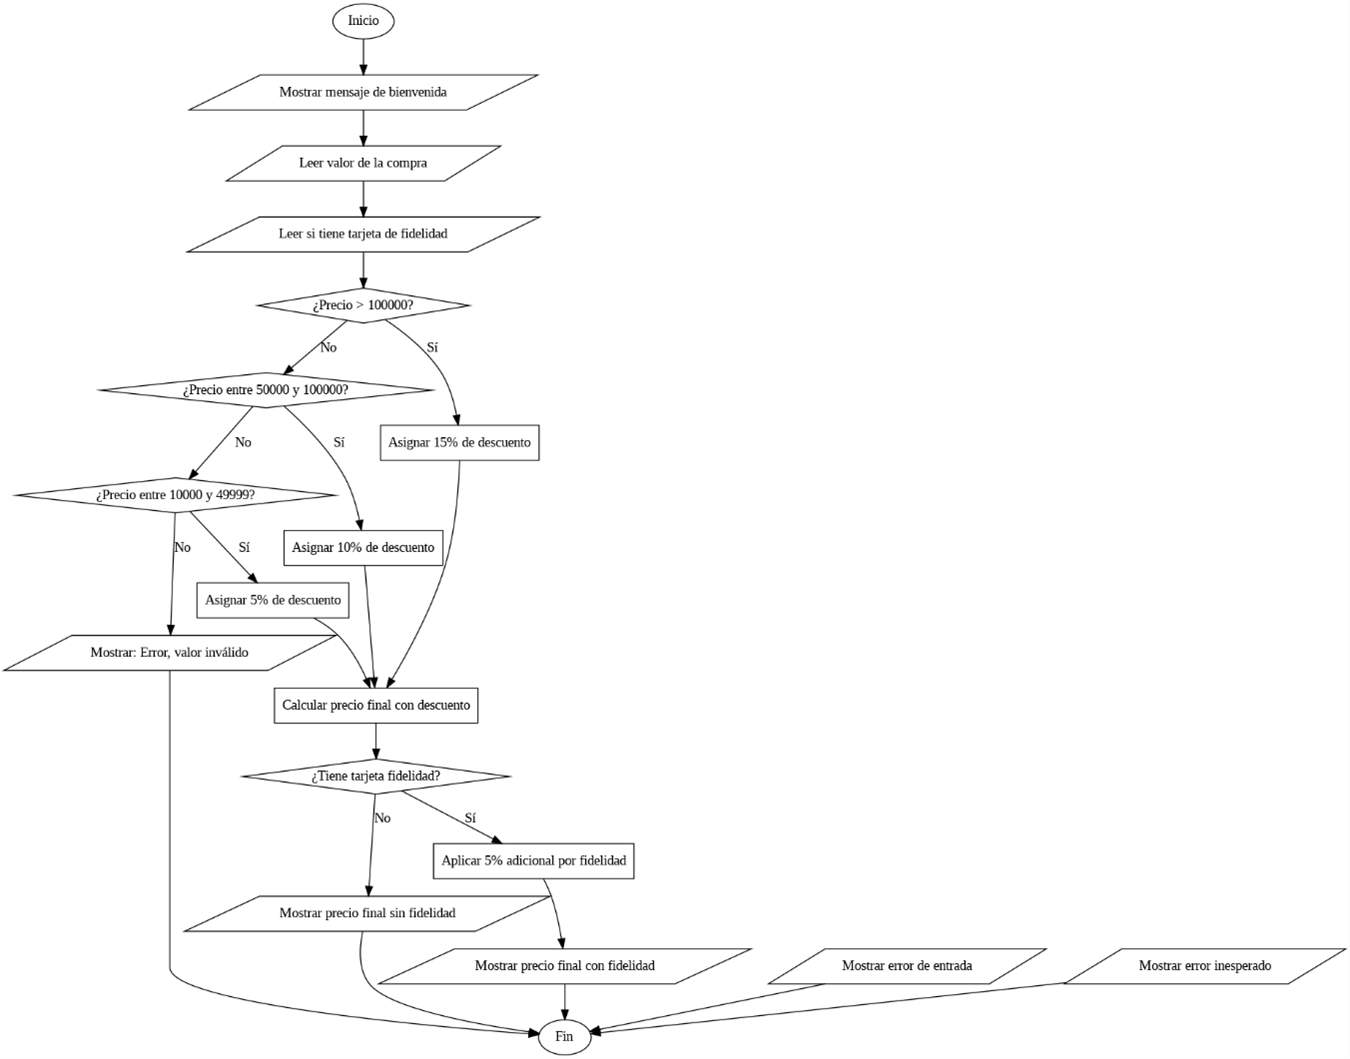 Inicio
Mostrar mensaje de bienvenida
Leer valor de la compra
Leer si tiene tarjeta de fidelidad
¿Precio > 100000?
No
Sí
¿Precio entre 50000 y 100000?
No
Sí
Asignar 15% de descuento
¿Precio entre 10000 y 49999?
No
Sí
Asignar 10% de descuento
Asignar 5% de descuento
Mostrar: Error, valor inválido
Calcular precio final con descuento
¿Tiene tarjeta fidelidad?
No
Sí
Aplicar 5% adicional por fidelidad
Mostrar precio final sin fidelidad
Mostrar precio final con fidelidad
Mostrar error de entrada
Mostrar error inesperado
Fin